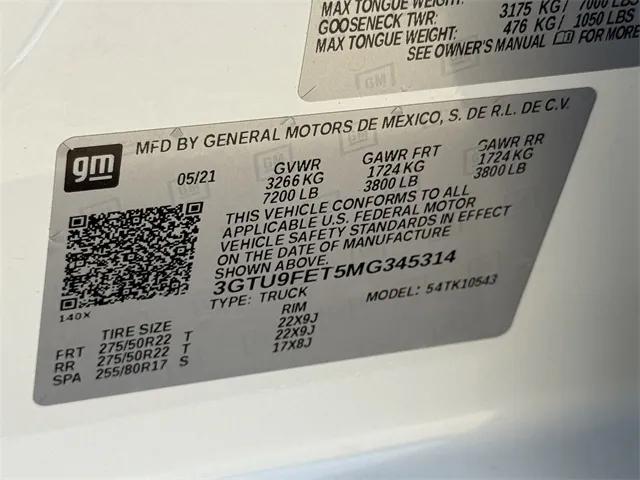 MAX TONGUE WEIGHT: 3175 KG/ 7000 LBS
GOOSENECK TWR: 476 KG/ 1050 LBS
MAX TONGUE WEIGHT:
SEE OWNER'S MANUAL FOR MORE
gm
MFD BY GENERAL MOTORS DE MEXICO, S. DE R.L. DE C.V.
05/21 GVWR GAWR FRT GAWR RR
3266 KG 1724 KG 1724 KG
7200 LB 3800 LB 3800 LB
THIS VEHICLE CONFORMS TO ALL
APPLICABLE U.S. FEDERAL MOTOR
VEHICLE SAFETY STANDARDS IN EFFECT
ON THE DATE OF MANUFACTURE
SHOWN ABOVE.
3GTU9FET5MG345314
TYPE: TRUCK MODEL: 54TK10543
140X
TIRE SIZE RIM
FRT 275/50R22 T 22X9J
RR 275/50R22 T 22X9J
SPA 255/80R17 S 17X8J